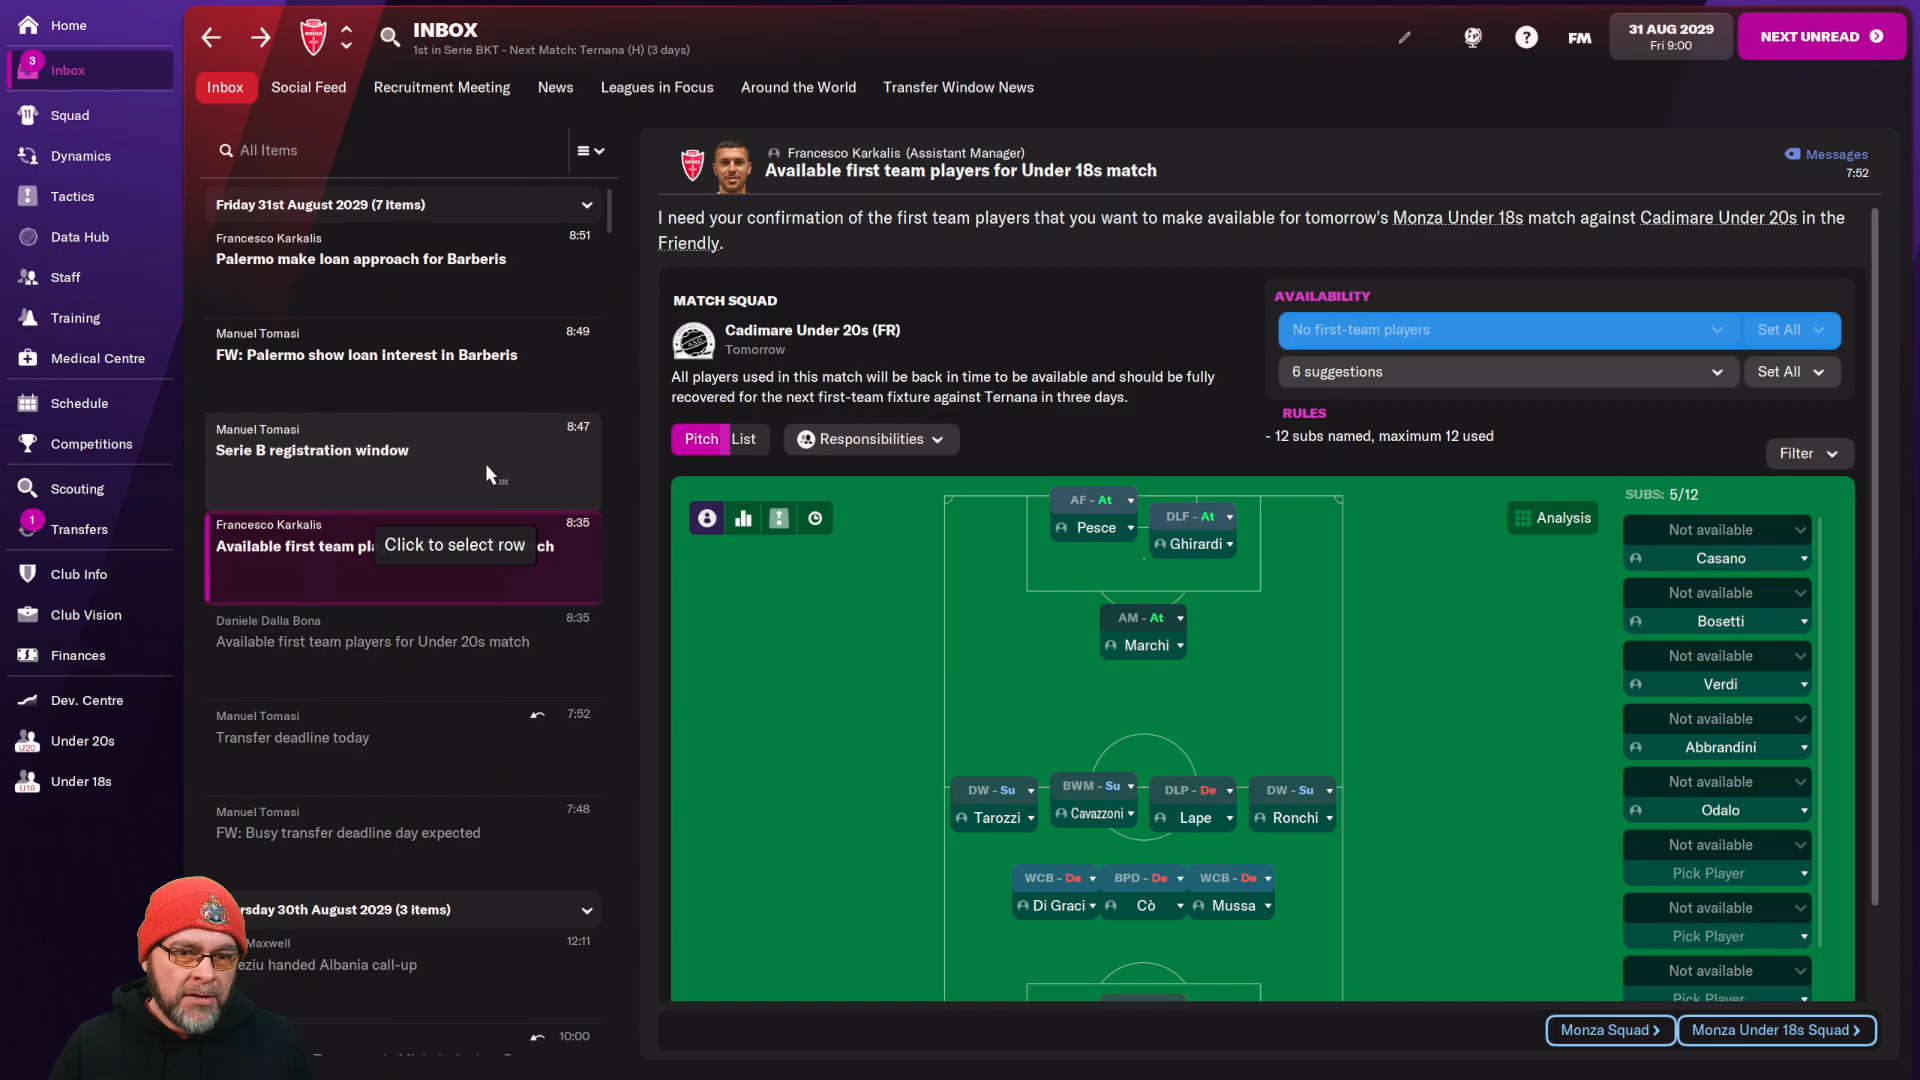 Home
3
Inbox
Squad
Dynamics
Tactics
Data Hub
Staff
Training
Medical Centre
Schedule
Competitions
Scouting
1
Transfers
Club Info
Club Vision
Finances
Dev. Centre
Under 20s
Under 18s
MONZA
INBOX
1st in Serie BKT - Next Match: Ternana (H) (3 days)
?
FM
31 AUG 2029
Fri 9:00
NEXT UNREAD
Inbox Social Feed Recruitment Meeting News Leagues in Focus Around the World Transfer Window News
All Items
Friday 31st August 2029 (7 items)
Francesco Karkalis 8:51
Palermo make loan approach for Barberis
Manuel Tomasi 8:49
FW: Palermo show loan interest in Barberis
Manuel Tomasi 8:47
Serie B registration window
Francesco Karkalis 8:35
Available first team pla
ch
Click to select row
Daniele Dalla Bona 8:35
Available first team players for Under 20s match
Manuel Tomasi 7:52
Transfer deadline today
Manuel Tomasi 7:48
FW: Busy transfer deadline day expected
rsday 30th August 2029 (3 items)
Maxwell 12:11
eziu handed Albania call-up
10:00
Francesco Karkalis (Assistant Manager)
Available first team players for Under 18s match
Messages
7:52
I need your confirmation of the first team players that you want to make available for tomorrow's Monza Under 18s match against Cadimare Under 20s in the
Friendly.
MATCH SQUAD
Cadimare Under 20s (FR)
Tomorrow
All players used in this match will be back in time to be available and should be fully
recovered for the next first-team fixture against Ternana in three days.
AVAILABILITY
No first-team players Set All
6 suggestions Set All
RULES
- 12 subs named, maximum 12 used
Pitch List Responsibilities
Filter
Analysis
AF - At
Pesce
DLF - At
Ghirardi
AM - At
Marchi
DW - Su
Tarozzi
BWM - Su
Cavazzoni
DLP - De
Lape
DW - Su
Ronchi
WCB - De
Di Graci
BPD - De
Cò
WCB - De
Mussa
SUBS: 5/12
Not available
Casano
Not available
Bosetti
Not available
Verdi
Not available
Abbrandini
Not available
Odalo
Not available
Pick Player
Not available
Pick Player
Not available
Pick Player
Monza Squad
Monza Under 18s Squad